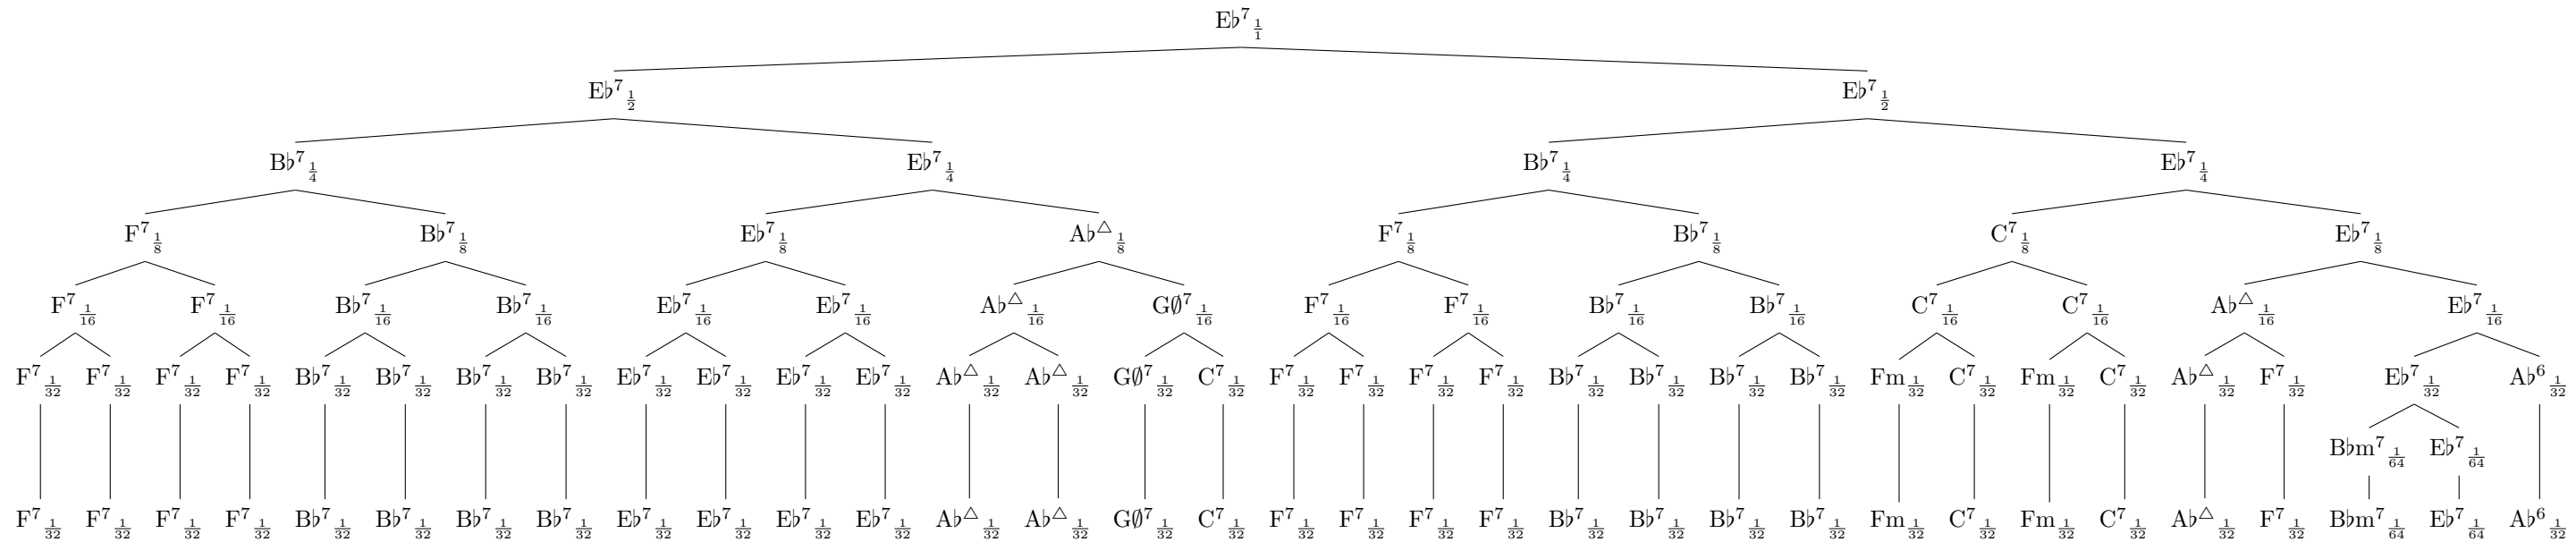 E♭⁷ 1/1
E♭⁷ 1/2 E♭⁷ 1/2
B♭⁷ 1/4 E♭⁷ 1/4 B♭⁷ 1/4 E♭⁷ 1/4
F⁷ 1/8 B♭⁷ 1/8 E♭⁷ 1/8 A♭△ 1/8 F⁷ 1/8 B♭⁷ 1/8 C⁷ 1/8 E♭⁷ 1/8
F⁷ 1/16 F⁷ 1/16 B♭⁷ 1/16 B♭⁷ 1/16 E♭⁷ 1/16 E♭⁷ 1/16 A♭△ 1/16 G∅⁷ 1/16 F⁷ 1/16 F⁷ 1/16 B♭⁷ 1/16 B♭⁷ 1/16 C⁷ 1/16 C⁷ 1/16 A♭△ 1/16 E♭⁷ 1/16
F⁷ 1/32 F⁷ 1/32 F⁷ 1/32 F⁷ 1/32 B♭⁷ 1/32 B♭⁷ 1/32 B♭⁷ 1/32 B♭⁷ 1/32 E♭⁷ 1/32 E♭⁷ 1/32 E♭⁷ 1/32 E♭⁷ 1/32 A♭△ 1/32 A♭△ 1/32 G∅⁷ 1/32 C⁷ 1/32 F⁷ 1/32 F⁷ 1/32 F⁷ 1/32 F⁷ 1/32 B♭⁷ 1/32 B♭⁷ 1/32 B♭⁷ 1/32 B♭⁷ 1/32 Fm 1/32 C⁷ 1/32 Fm 1/32 C⁷ 1/32 A♭△ 1/32 F⁷ 1/32 E♭⁷ 1/32 A♭⁶ 1/32
B♭m⁷ 1/64 E♭⁷ 1/64
F⁷ 1/32 F⁷ 1/32 F⁷ 1/32 F⁷ 1/32 B♭⁷ 1/32 B♭⁷ 1/32 B♭⁷ 1/32 B♭⁷ 1/32 E♭⁷ 1/32 E♭⁷ 1/32 E♭⁷ 1/32 E♭⁷ 1/32 A♭△ 1/32 A♭△ 1/32 G∅⁷ 1/32 C⁷ 1/32 F⁷ 1/32 F⁷ 1/32 F⁷ 1/32 F⁷ 1/32 B♭⁷ 1/32 B♭⁷ 1/32 B♭⁷ 1/32 B♭⁷ 1/32 Fm 1/32 C⁷ 1/32 Fm 1/32 C⁷ 1/32 A♭△ 1/32 F⁷ 1/32 B♭m⁷ 1/64 E♭⁷ 1/64 A♭⁶ 1/32